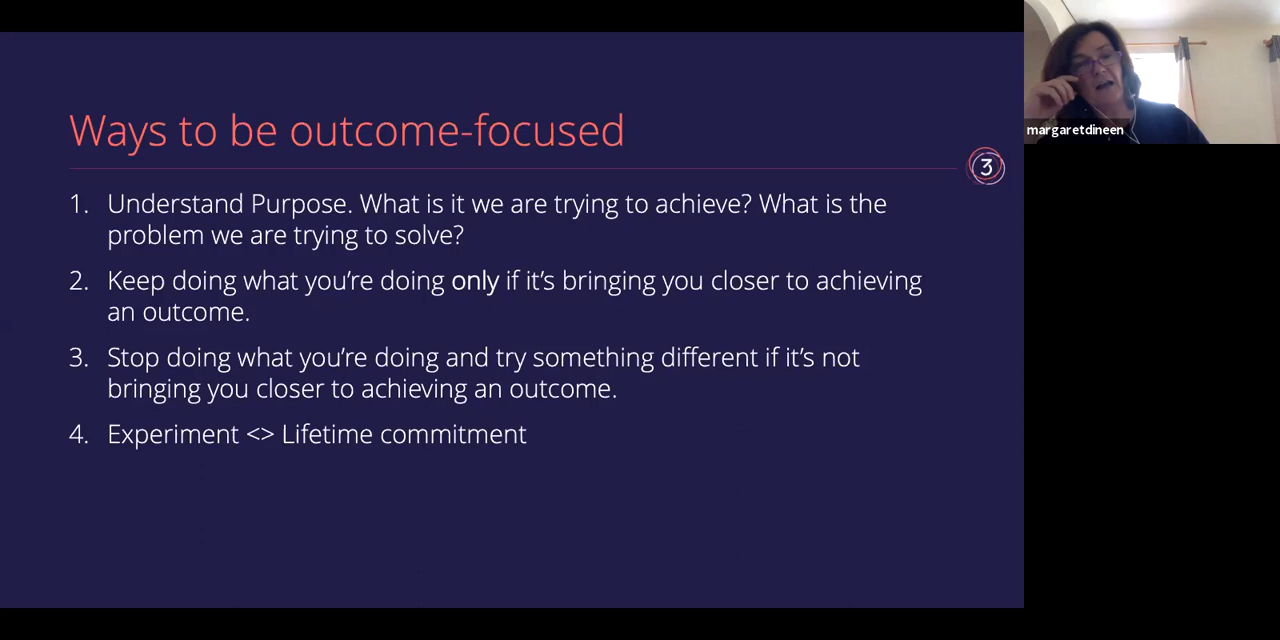 Ways to be outcome-focused
3
1. Understand Purpose. What is it we are trying to achieve? What is the
problem we are trying to solve?
2. Keep doing what you’re doing only if it’s bringing you closer to achieving
an outcome.
3. Stop doing what you’re doing and try something different if it’s not
bringing you closer to achieving an outcome.
4. Experiment <> Lifetime commitment
margaretdineen